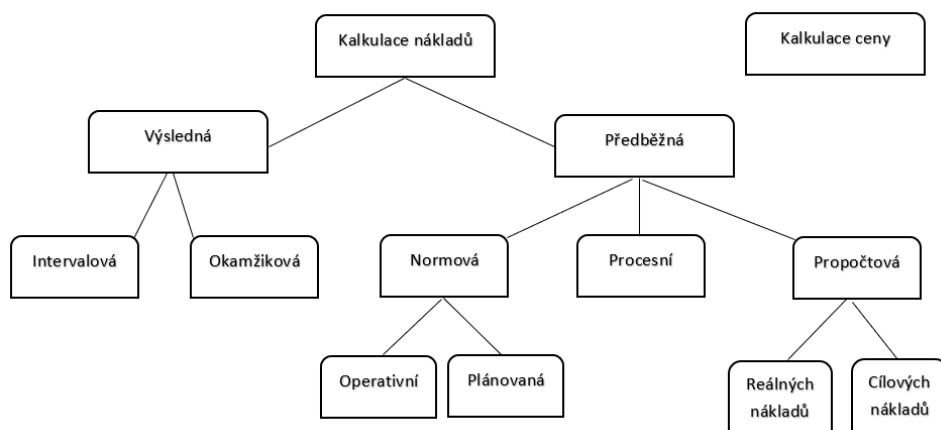 Kalkulace nákladů
Kalkulace ceny
Výsledná
Předběžná
Intervalová
Okamžiková
Normová
Procesní
Propočtová
Operativní
Plánovaná
Reálných
nákladů
Cílových
nákladů